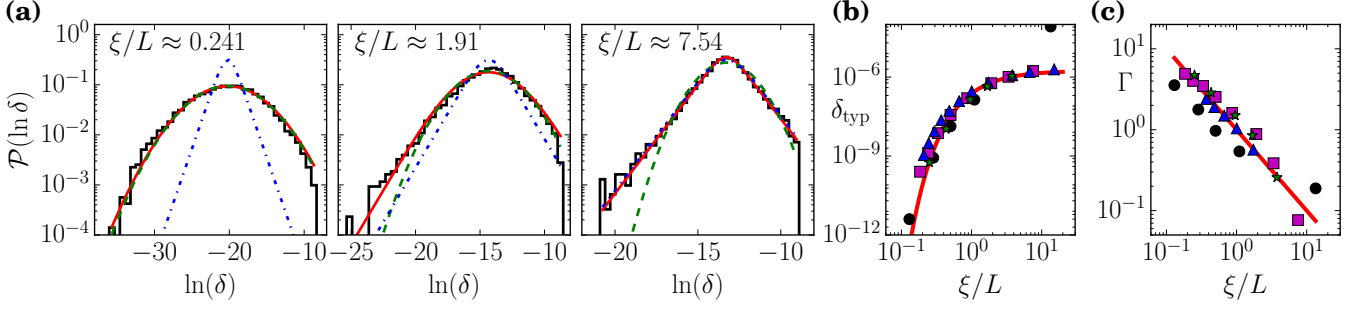 (a)
10^0
10^{-1}
10^{-2}
10^{-3}
10^{-4}
P(ln δ)
ξ/L ≈ 0.241
−30 −20 −10
ln(δ)
ξ/L ≈ 1.91
−25 −20 −15 −10
ln(δ)
ξ/L ≈ 7.54
−20 −15 −10
ln(δ)
(b)
10^{-6}
δ_typ
10^{-9}
10^{-12}
10^{-1} 10^0 10^1
ξ/L
(c)
10^1
Γ
10^0
10^{-1}
10^{-1} 10^0 10^1
ξ/L